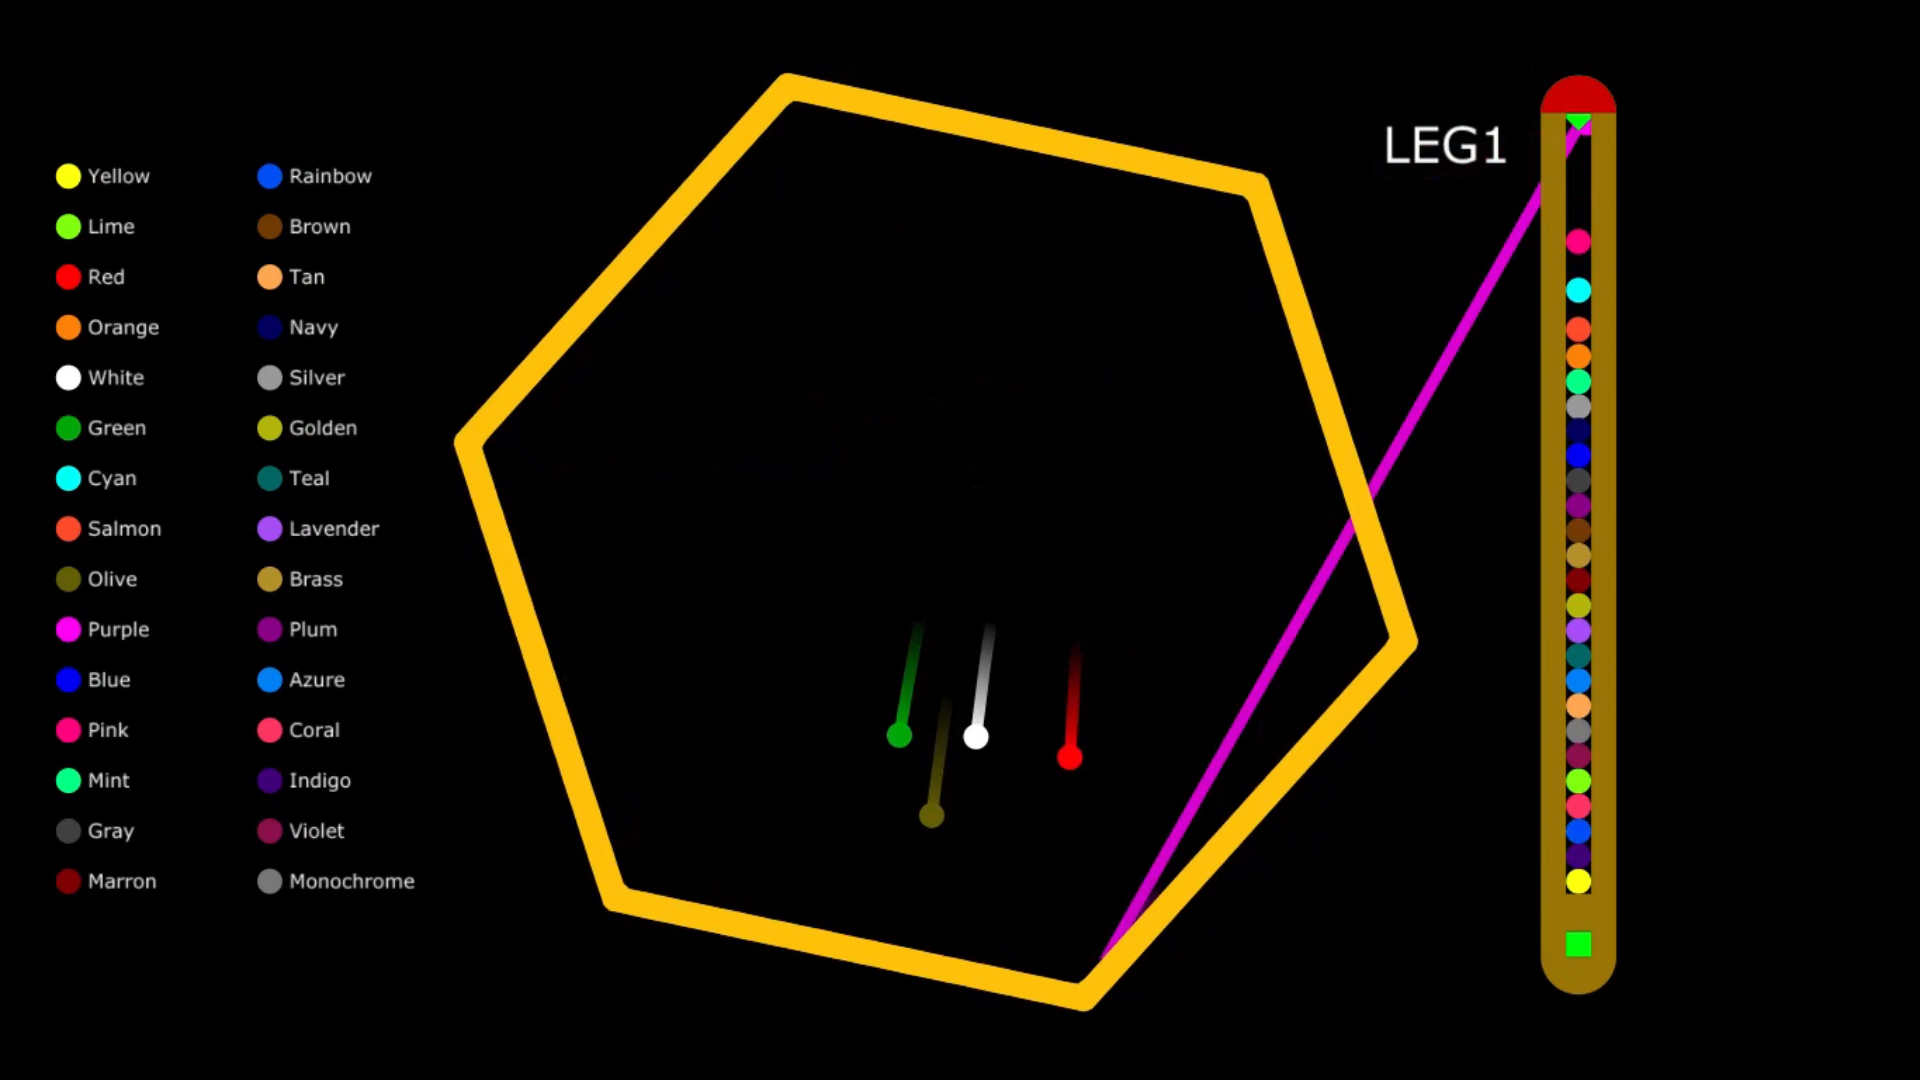 LEG1
Yellow
Lime
Red
Orange
White
Green
Cyan
Salmon
Olive
Purple
Blue
Pink
Mint
Gray
Marron
Rainbow
Brown
Tan
Navy
Silver
Golden
Teal
Lavender
Brass
Plum
Azure
Coral
Indigo
Violet
Monochrome